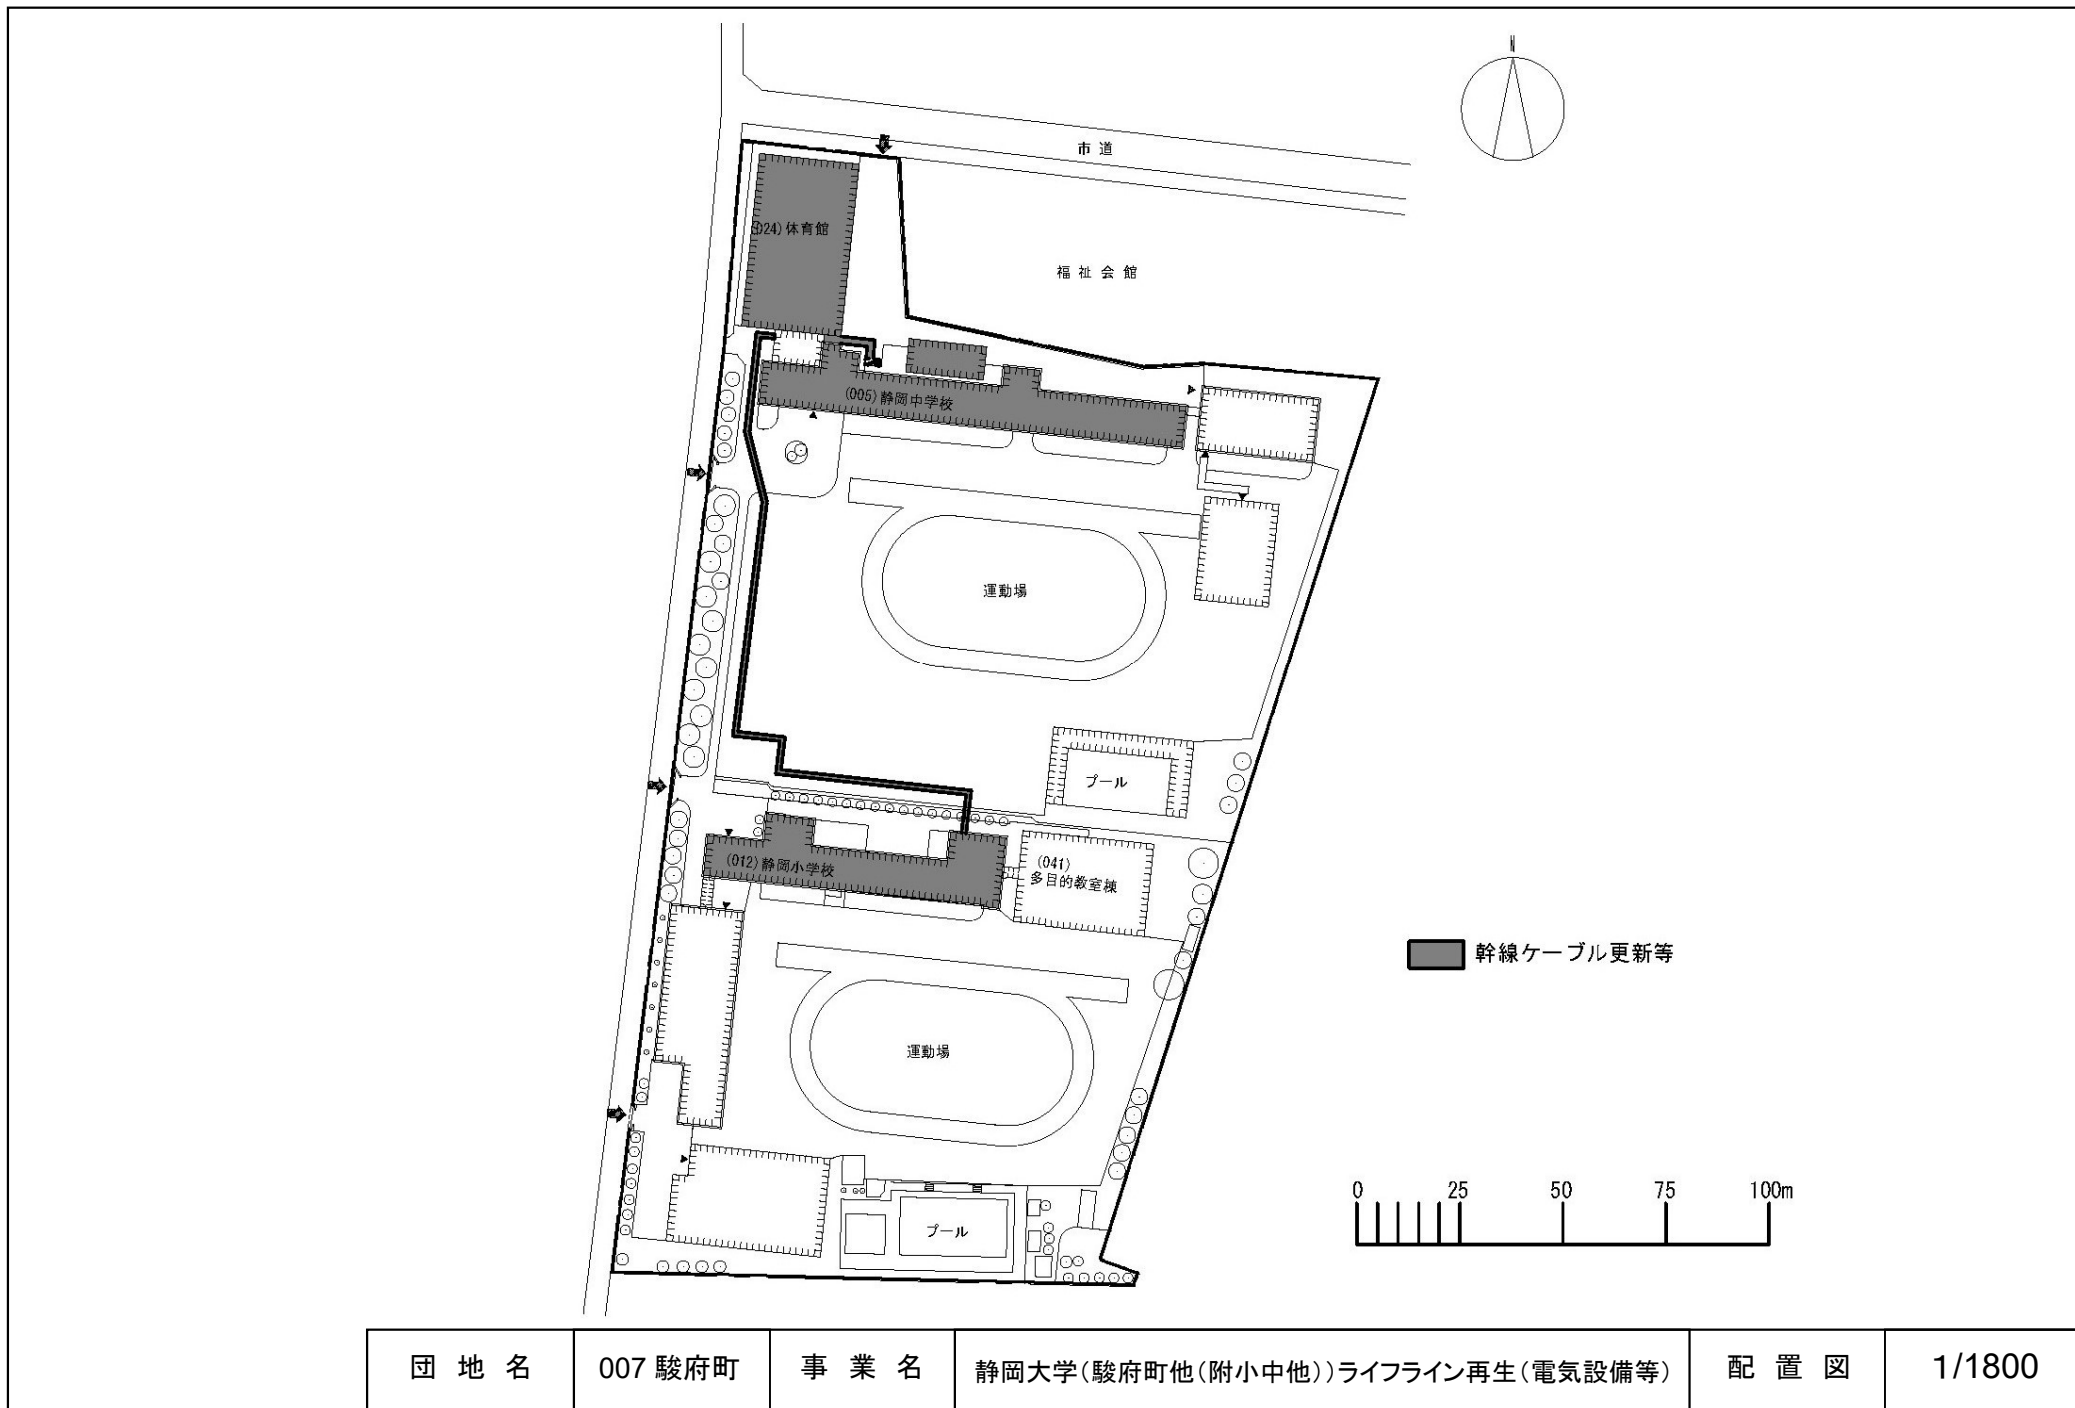 N
市道
(024)体育館
福祉会館
(005)静岡中学校
運動場
プール
(012)静岡小学校
(041)
多目的教室棟
幹線ケーブル更新等
運動場
0 25 50 75 100m
プール
団地名 007 駿府町 事業名 静岡大学(駿府町他(附小中他))ライフライン再生(電気設備等) 配置図 1/1800